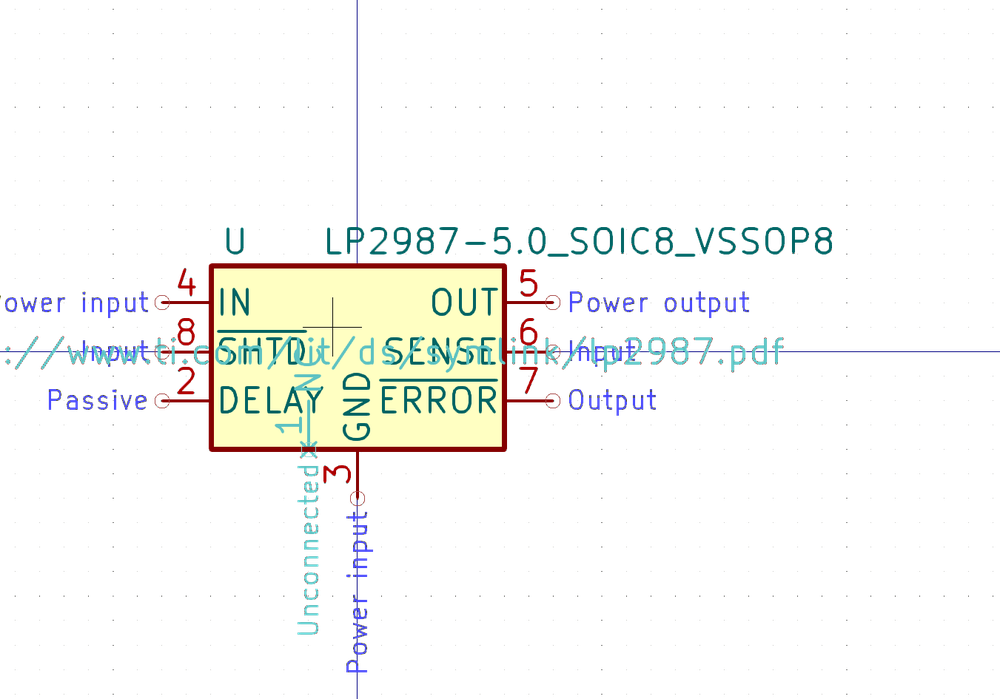 U LP2987-5.0_SOIC8_VSSOP8
ower input 4 IN OUT 5 Power output
Input 8 SHTD SENSE 6 Input
://www.ti.com/lit/ds/symlink/lp2987.pdf
Passive 2 DELAY ERROR 7 Output
NC
1
Unconnected
GND
3
Power input